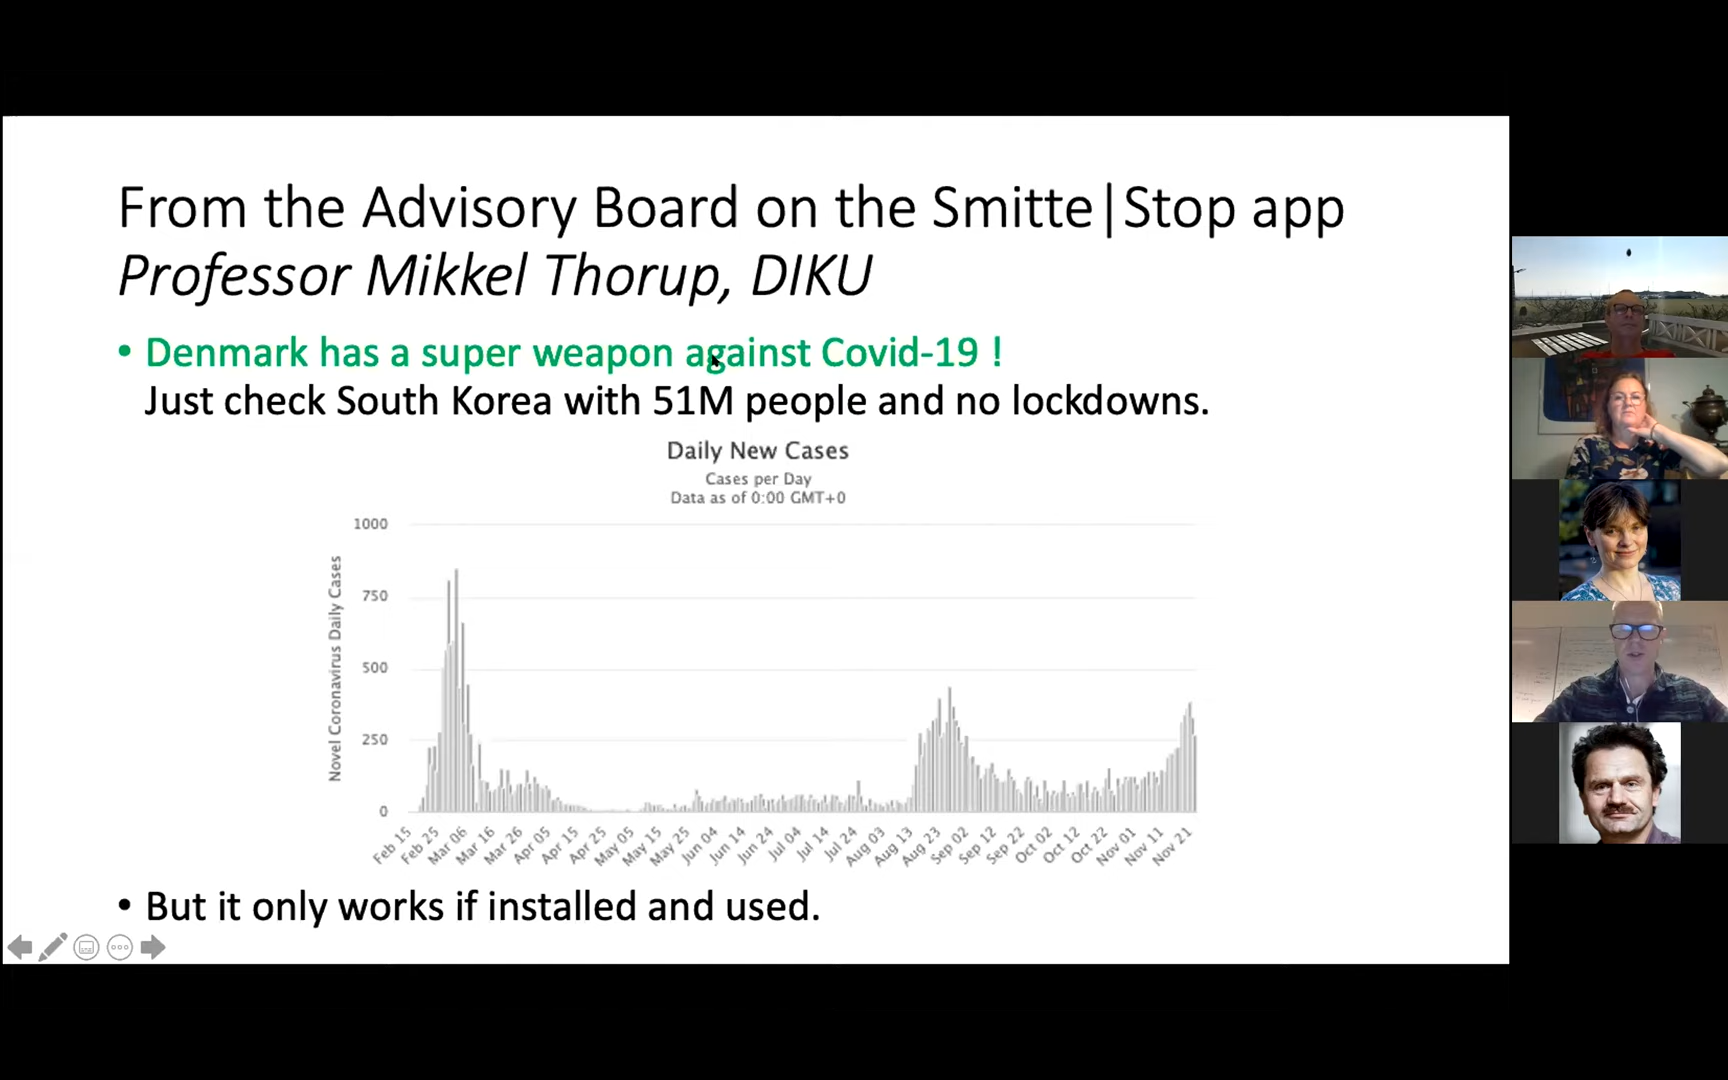 From the Advisory Board on the Smitte|Stop app
Professor Mikkel Thorup, DIKU
• Denmark has a super weapon against Covid-19 !
Just check South Korea with 51M people and no lockdowns.
Daily New Cases
Cases per Day
Data as of 0:00 GMT+0
Novel Coronavirus Daily Cases
1000
750
500
250
0
Feb 15
Feb 25
Mar 06
Mar 16
Mar 26
Apr 05
Apr 15
Apr 25
May 05
May 15
May 25
Jun 04
Jun 14
Jun 24
Jul 04
Jul 14
Jul 24
Aug 03
Aug 13
Aug 23
Sep 02
Sep 12
Sep 22
Oct 02
Oct 12
Oct 22
Nov 01
Nov 11
Nov 21
• But it only works if installed and used.